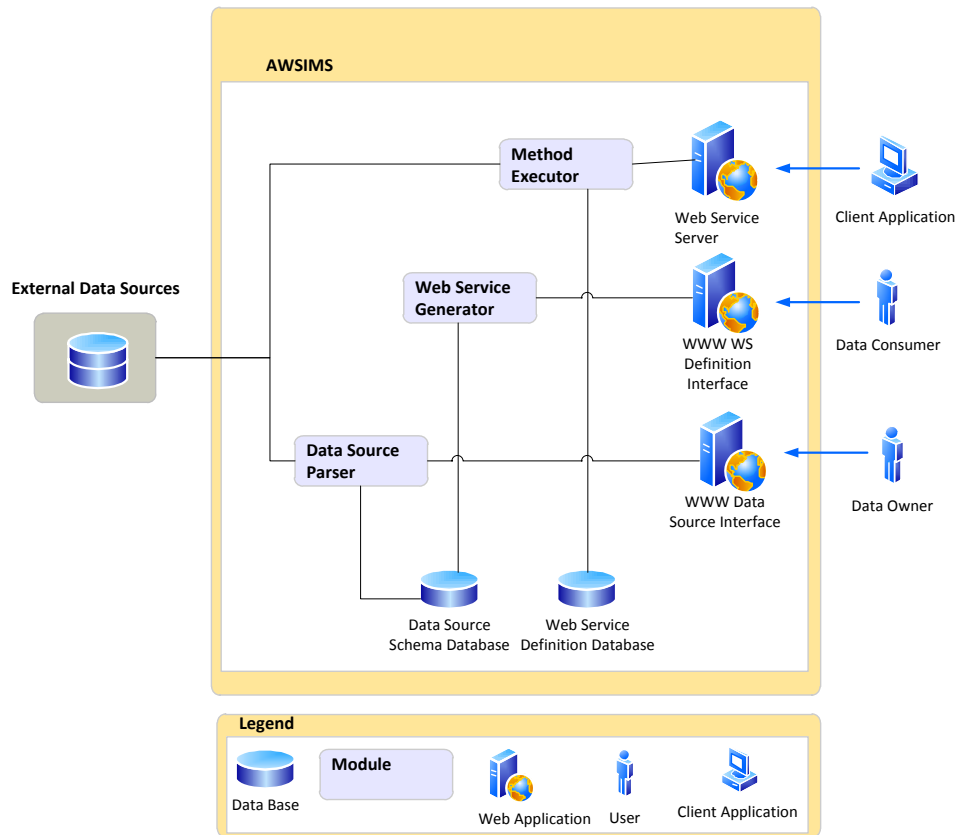 AWSIMS
Method
Executor
Web Service
Server
Client Application
External Data Sources
Web Service
Generator
WWW WS
Definition
Interface
Data Consumer
Data Source
Parser
WWW Data
Source Interface
Data Owner
Data Source
Schema Database
Web Service
Definition Database
Legend
Data Base
Module
Web Application
User
Client Application